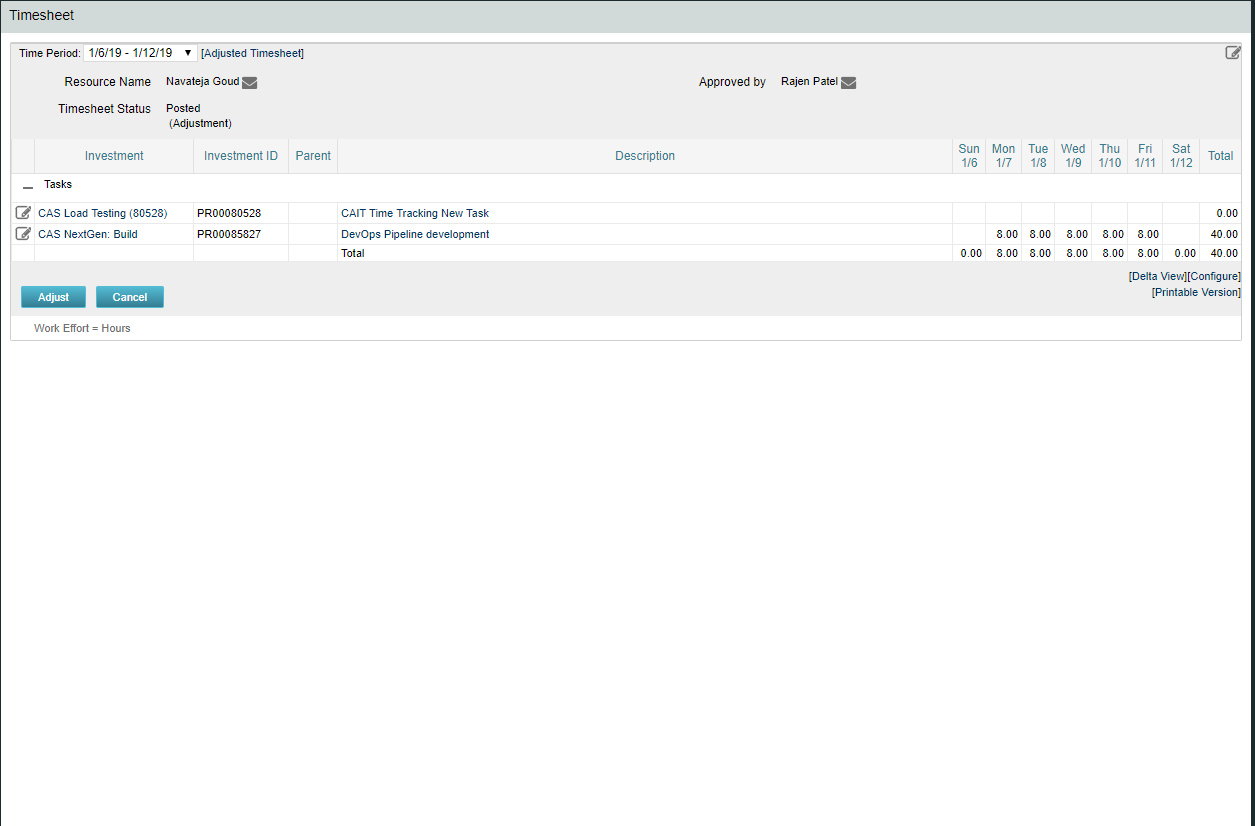 Timesheet
Time Period: 1/6/19 - 1/12/19 [Adjusted Timesheet]
Resource Name Navateja Goud Approved by Rajen Patel
Timesheet Status Posted
(Adjustment)
Investment Investment ID Parent Description Sun 1/6 Mon 1/7 Tue 1/8 Wed 1/9 Thu 1/10 Fri 1/11 Sat 1/12 Total
Tasks
CAS Load Testing (80528) PR00080528 CAIT Time Tracking New Task 0.00
CAS NextGen: Build PR00085827 DevOps Pipeline development 8.00 8.00 8.00 8.00 8.00 40.00
Total 0.00 8.00 8.00 8.00 8.00 8.00 0.00 40.00
[Delta View][Configure]
[Printable Version]
Adjust Cancel
Work Effort = Hours